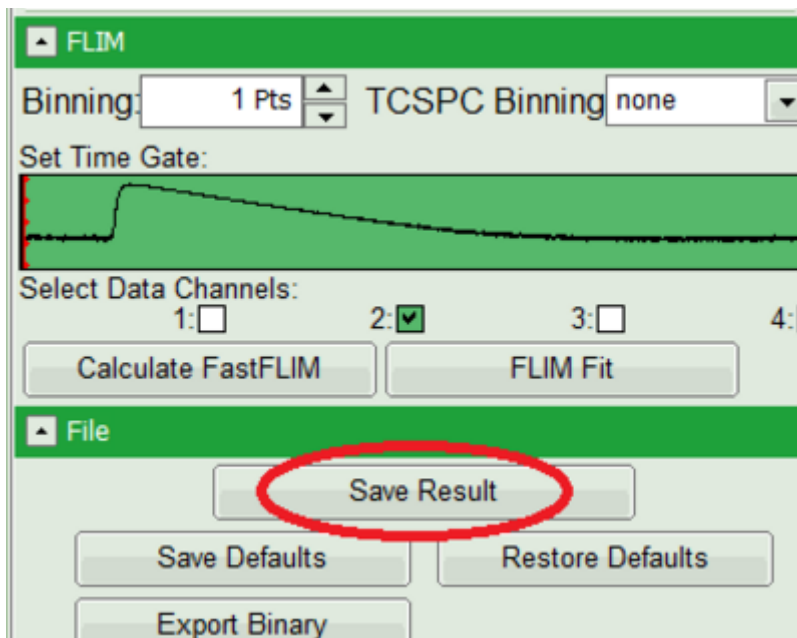 FLIM
Binning: 1 Pts TCSPC Binning none
Set Time Gate:
Select Data Channels:
1: 2: 3: 4:
Calculate FastFLIM FLIM Fit
File
Save Result
Save Defaults Restore Defaults
Export Binary